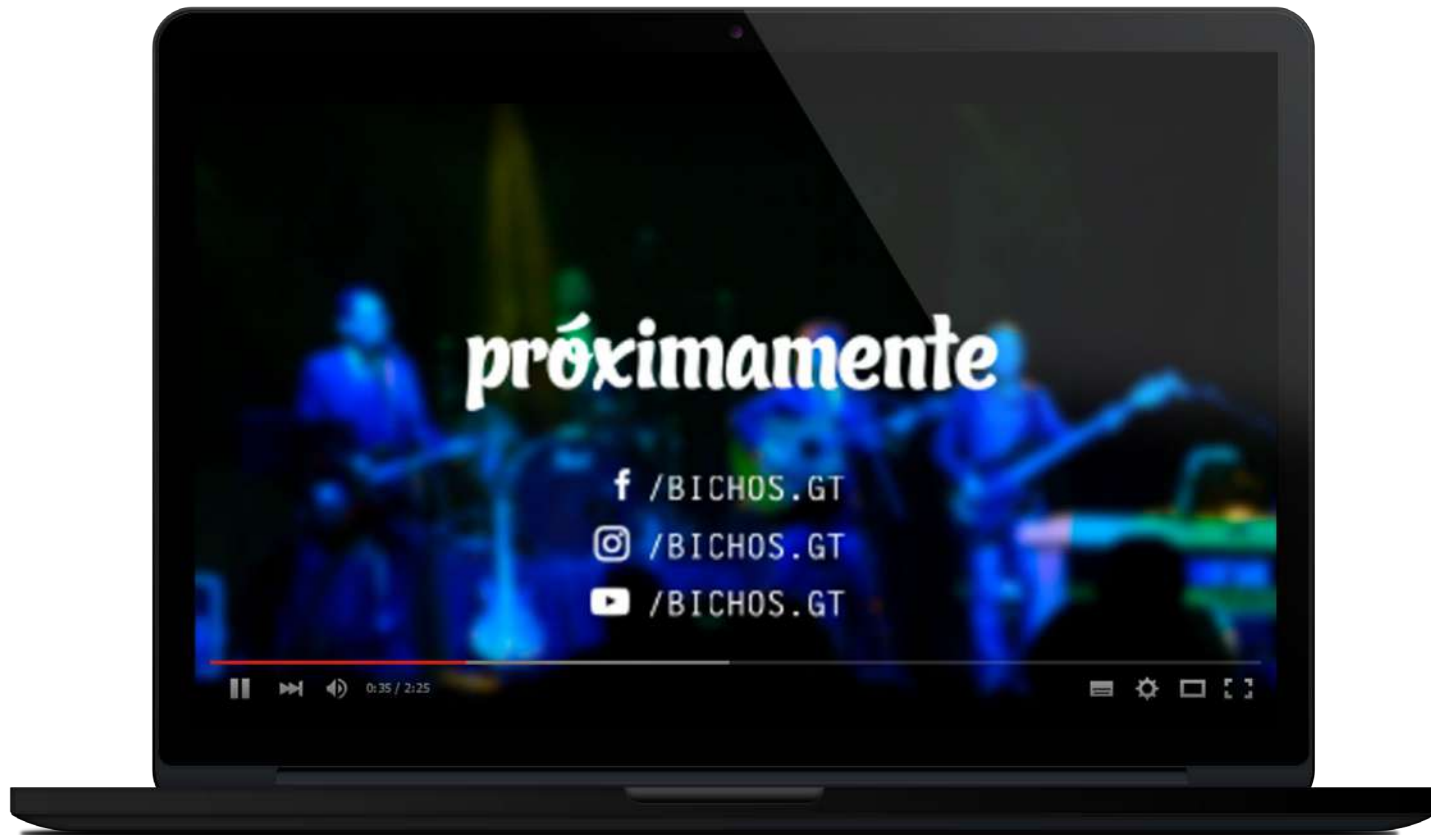 próximamente
f /BICHOS.GT
/BICHOS.GT
/BICHOS.GT
0:35 / 2:25